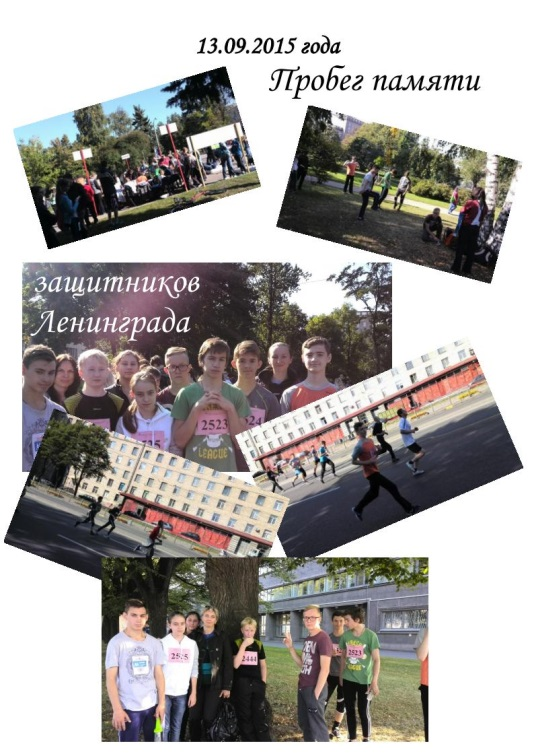 13.09.2015 года
Пробег памяти
защитников
Ленинграда
2523
LEAGUE
2444
2523